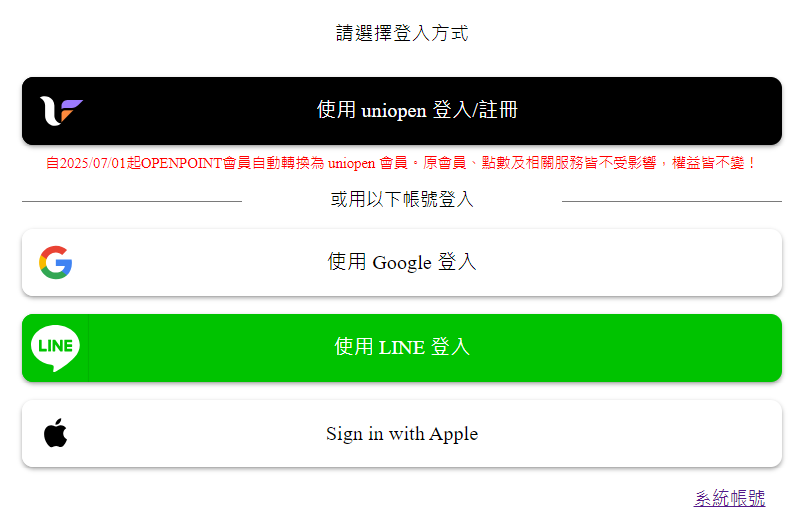 請選擇登入方式
使用 uniopen 登入/註冊
自2025/07/01起OPENPOINT會員自動轉換為 uniopen 會員。原會員、點數及相關服務皆不受影響，權益皆不變！
或用以下帳號登入
使用 Google 登入
LINE 使用 LINE 登入
Sign in with Apple
系統帳號